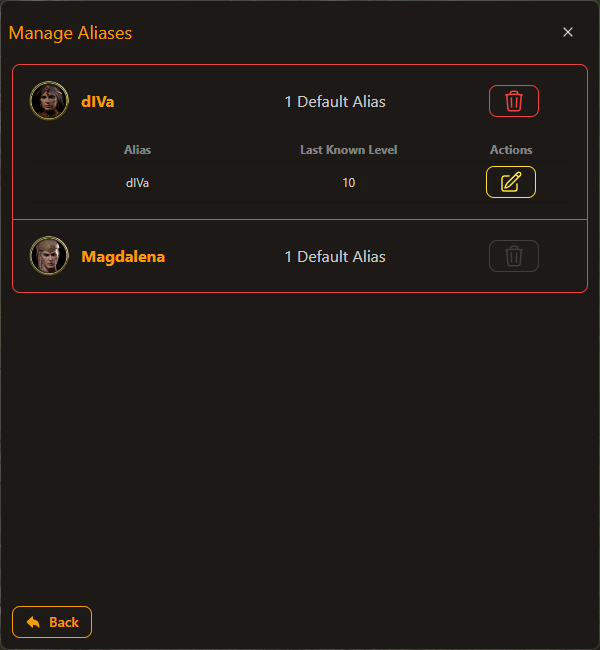 Manage Aliases
dIVa 1 Default Alias
Alias Last Known Level Actions
dIVa 10
Magdalena 1 Default Alias
Back